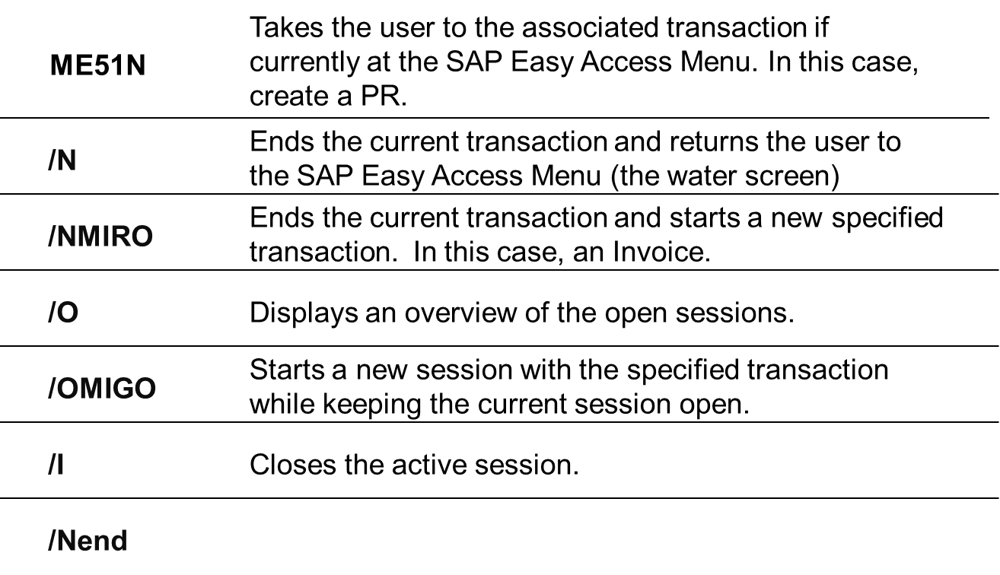 ME51N
Takes the user to the associated transaction if
currently at the SAP Easy Access Menu. In this case,
create a PR.
/N
Ends the current transaction and returns the user to
the SAP Easy Access Menu (the water screen)
/NMIRO
Ends the current transaction and starts a new specified
transaction.  In this case, an Invoice.
/O
Displays an overview of the open sessions.
/OMIGO
Starts a new session with the specified transaction
while keeping the current session open.
/I
Closes the active session.
/Nend